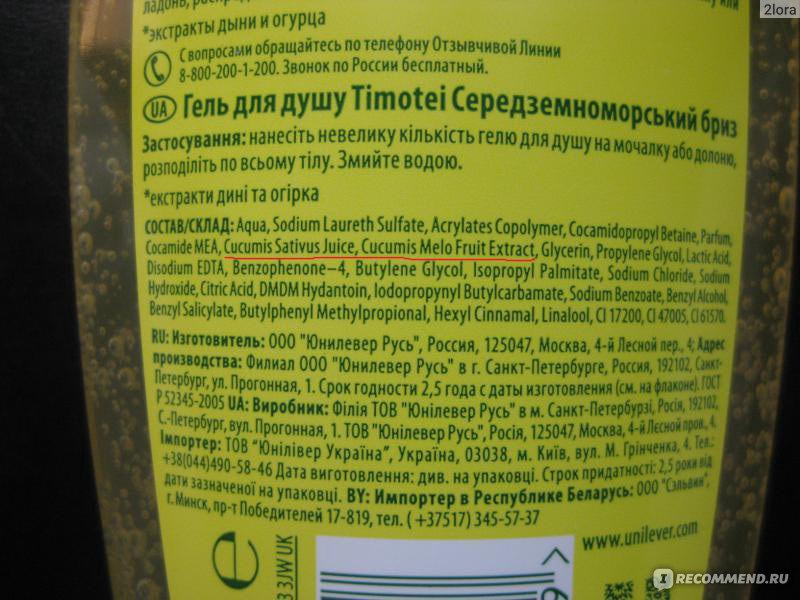 2lora
ладонь,
*экстракты дыни и огурца
С вопросами обращайтесь по телефону Отзывчивой Линии
8-800-200-1-200. Звонок по России бесплатный.
UA Гель для душу Timotei Середземноморський бриз
Застосування: нанесіть невелику кількість гелю для душу на мочалку або долоню,
розподіліть по всьому тілу. Змийте водою.
*екстракти дині та огірка
СОСТАВ/СКЛАД: Aqua, Sodium Laureth Sulfate, Acrylates Copolymer, Cocamidopropyl Betaine, Parfum,
Cocamide MEA, Cucumis Sativus Juice, Cucumis Melo Fruit Extract, Glycerin, Propylene Glycol, Lactic Acid,
Disodium EDTA, Benzophenone-4, Butylene Glycol, Isopropyl Palmitate, Sodium Chloride, Sodium
Hydroxide, Citric Acid, DMDM Hydantoin, Iodopropynyl Butylcarbamate, Sodium Benzoate, Benzyl Alcohol,
Benzyl Salicylate, Butylphenyl Methylpropional, Hexyl Cinnamal, Linalool, CI 17200, CI 47005, CI 61570.
RU: Изготовитель: ООО "Юнилевер Русь", Россия, 125047, Москва, 4-й Лесной пер., 4; Адрес
производства: Филиал ООО "Юнилевер Русь" в г. Санкт-Петербурге, Россия, 192102, Санкт-
Петербург, ул. Прогонная, 1. Срок годности 2,5 года с даты изготовления (см. на флаконе). ГОСТ
Р 52345-2005 UA: Виробник: Філія ТОВ "Юнілевер Русь" в м. Санкт-Петербурзі, Росія, 192102,
С.-Петербург, вул. Прогонная, 1. ТОВ "Юнілевер Русь", Росія, 125047, Москва, 4-й Лєсной пров., 4.
Імпортер: ТОВ "Юнілівер Україна", Україна, 03038, м. Київ, вул. М. Грінченка, 4. Тел.:
+38(044)490-58-46 Дата виготовлення: див. на упаковці. Строк придатності: 2,5 роки від
дати зазначеної на упаковці. BY: Импортер в Республике Беларусь: ООО "Сэльвин",
г. Минск, пр-т Победителей 17-819, тел. ( +37517) 345-57-37
www.unilever.com
e
3 3JW UK
< 6
IRECOMMEND.RU